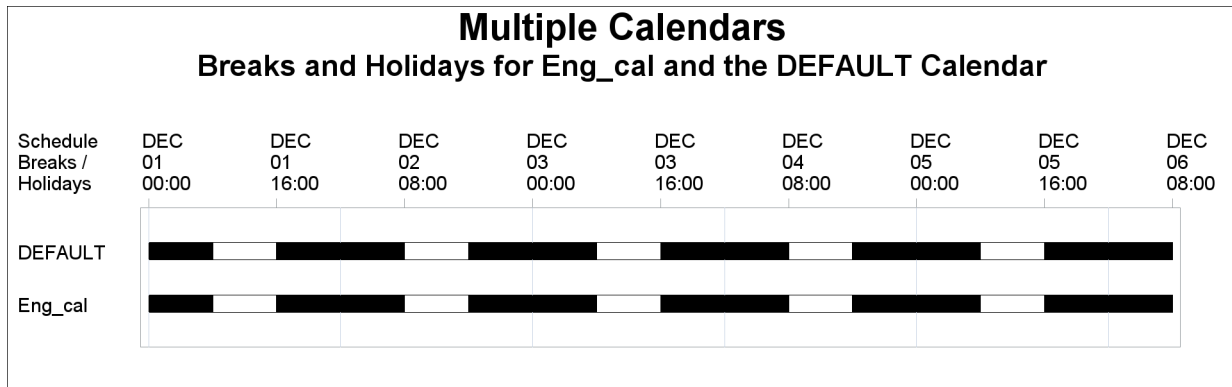 Multiple Calendars
Breaks and Holidays for Eng_cal and the DEFAULT Calendar
Schedule DEC DEC DEC DEC DEC DEC DEC DEC DEC
Breaks / 01 01 02 03 03 04 05 05 06
Holidays 00:00 16:00 08:00 00:00 16:00 08:00 00:00 16:00 08:00
DEFAULT
Eng_cal